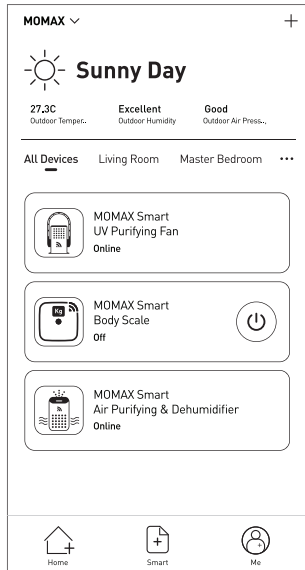 MOMAX
Sunny Day
27.3C Excellent Good
Outdoor Temper.. Outdoor Humidity Outdoor Air Press..,
All Devices Living Room Master Bedroom ...
MOMAX Smart
UV Purifying Fan
Online
Kg
MOMAX Smart
Body Scale
Off
MOMAX Smart
Air Purifying & Dehumidifier
Online
Home Smart Me